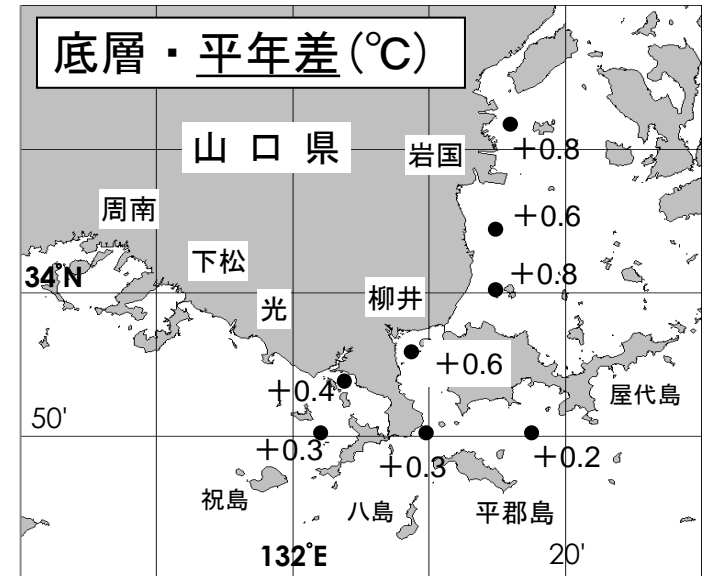 底層・平年差(℃)
山口県
岩国
+0.8
周南
+0.6
下松
34°N
+0.8
光
柳井
+0.6
+0.4
屋代島
50'
+0.3
+0.3
+0.2
祝島
八島
平郡島
132°E
20'